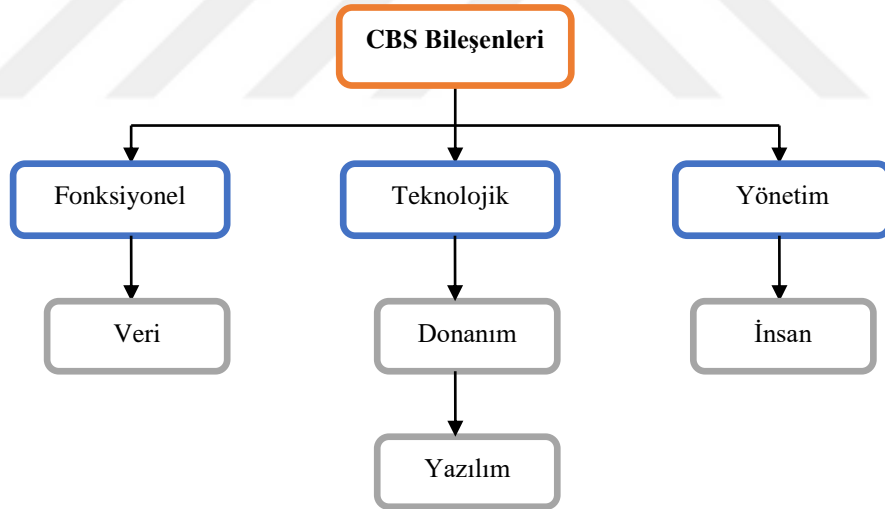 CBS Bileşenleri
Fonksiyonel
Teknolojik
Yönetim
Veri
Donanım
İnsan
Yazılım